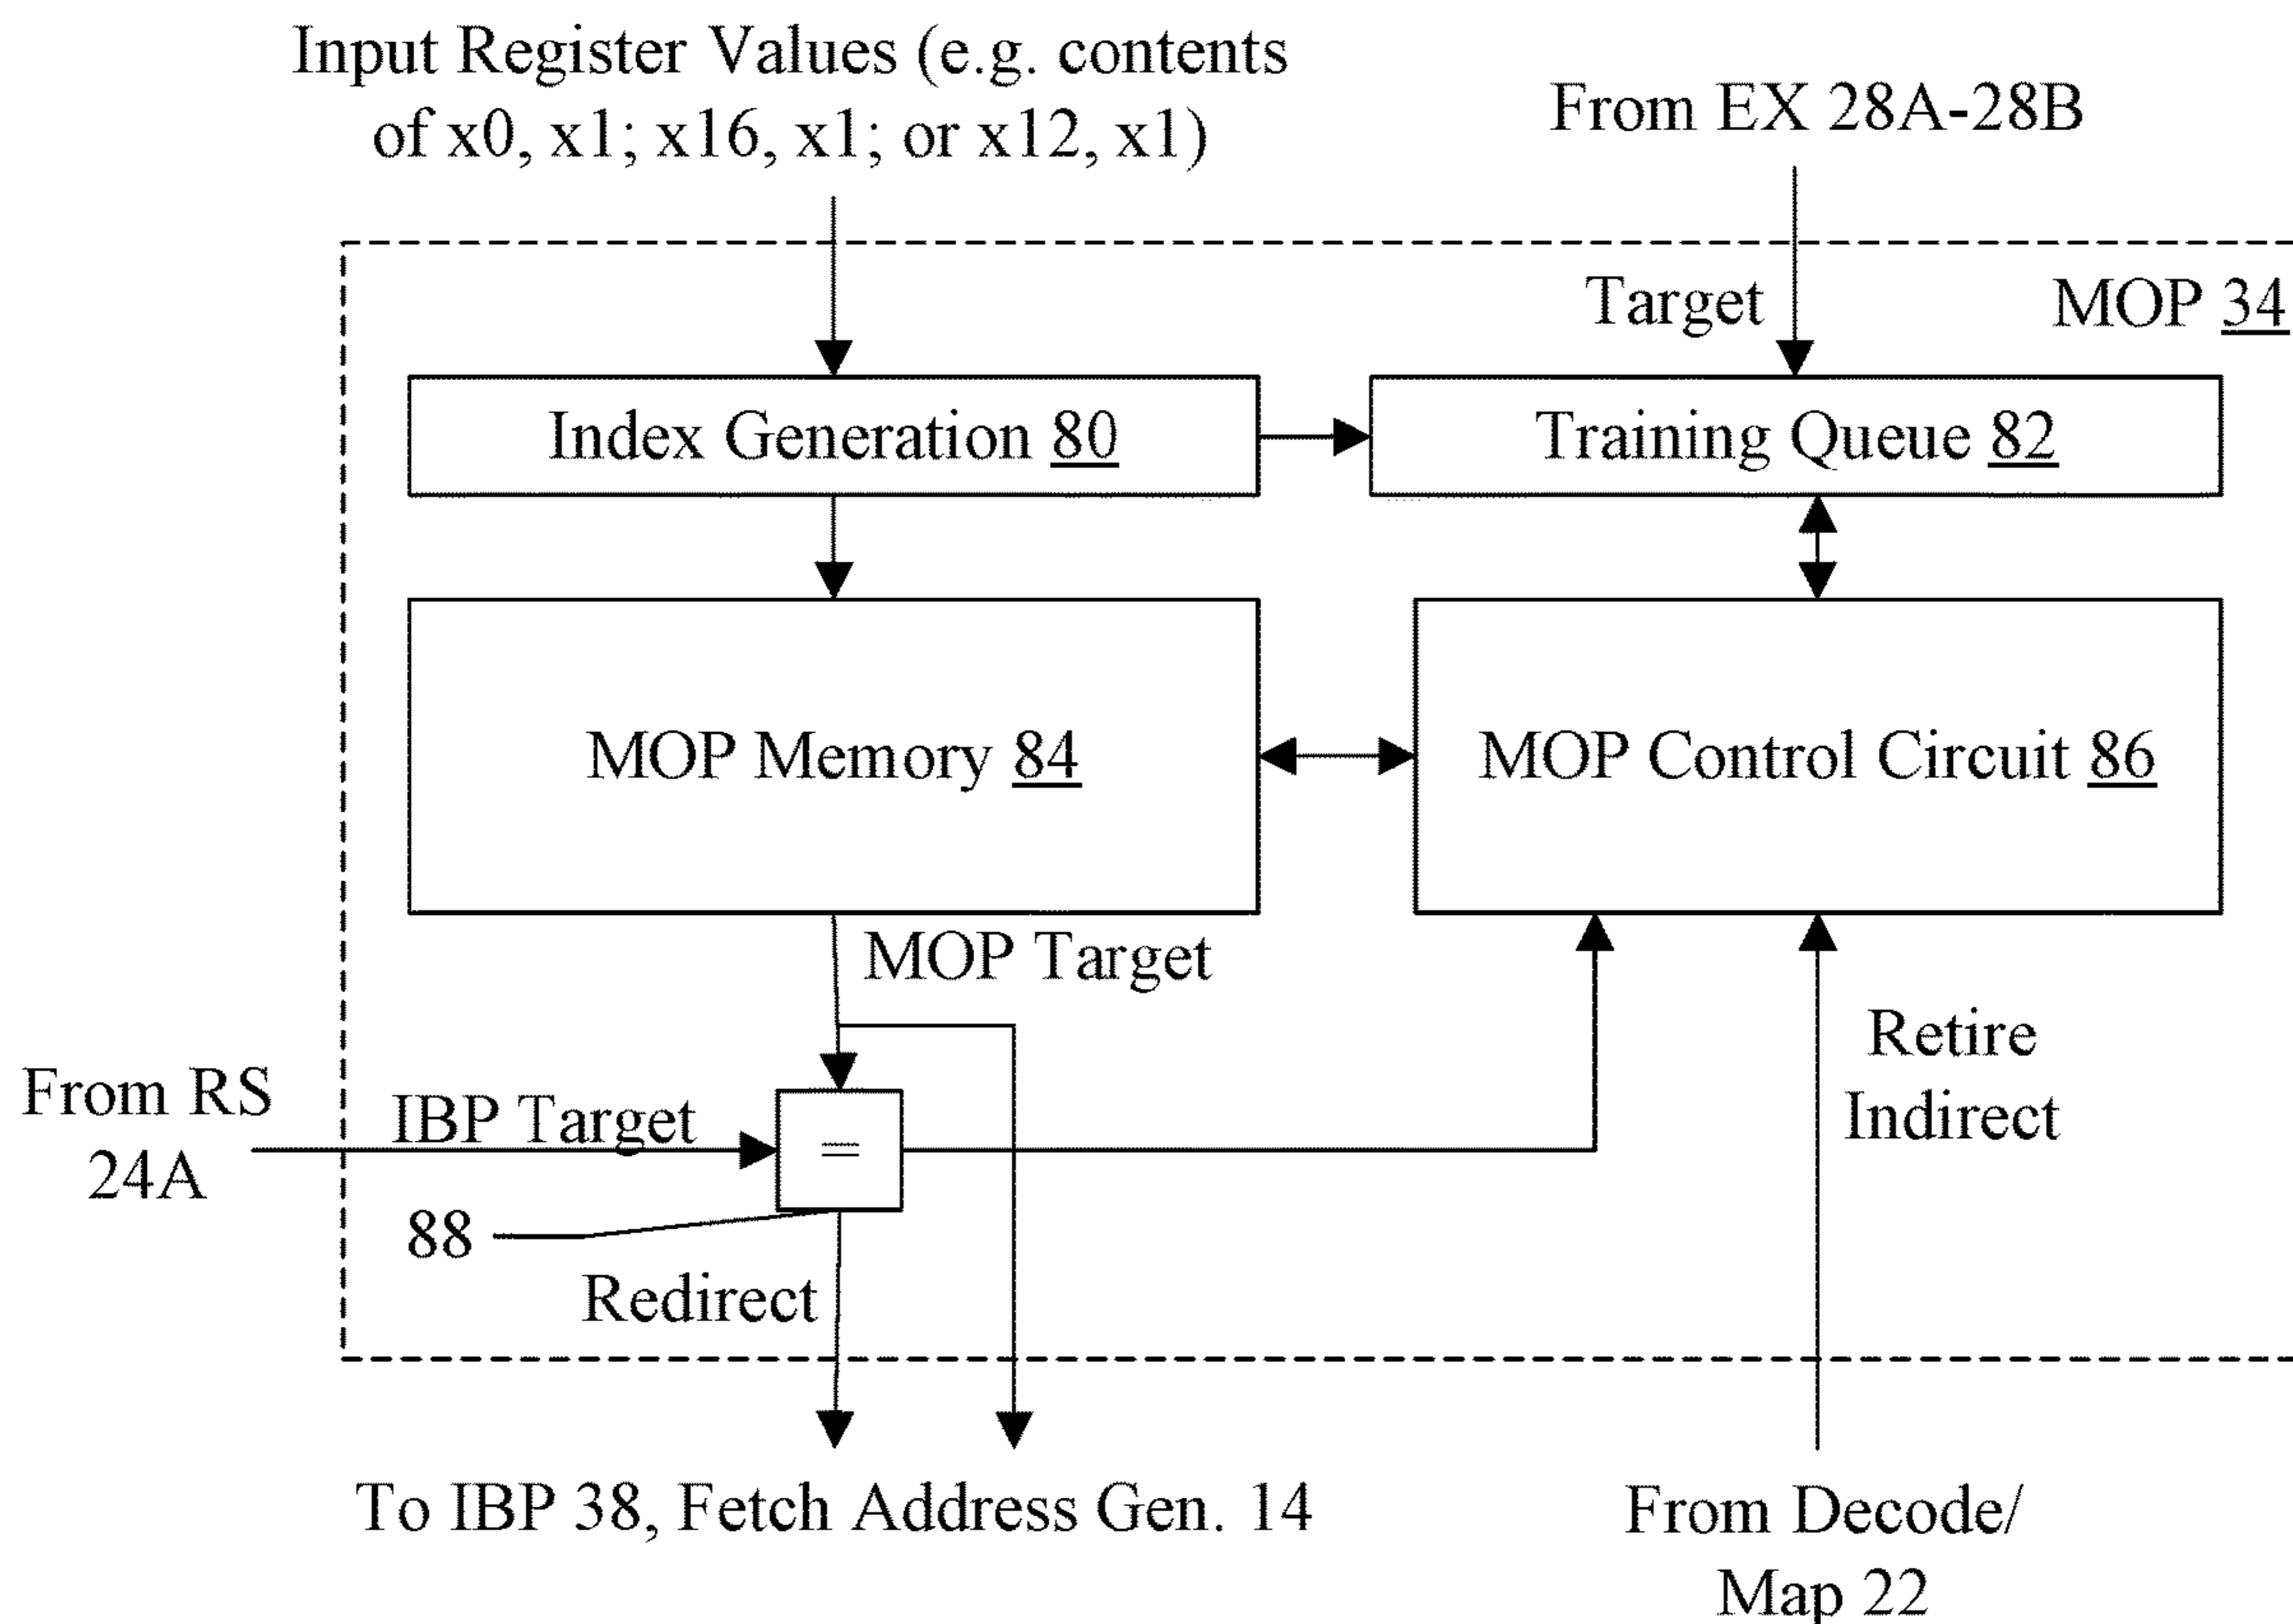 Input Register Values (e.g. contents
of x0, x1; x16, x1; or x12, x1)
From EX 28A-28B
Target
MOP 34
Index Generation 80
Training Queue 82
MOP Memory 84
MOP Control Circuit 86
MOP Target
Retire
Indirect
From RS
24A
IBP Target
=
88
Redirect
To IBP 38, Fetch Address Gen. 14
From Decode/
Map 22